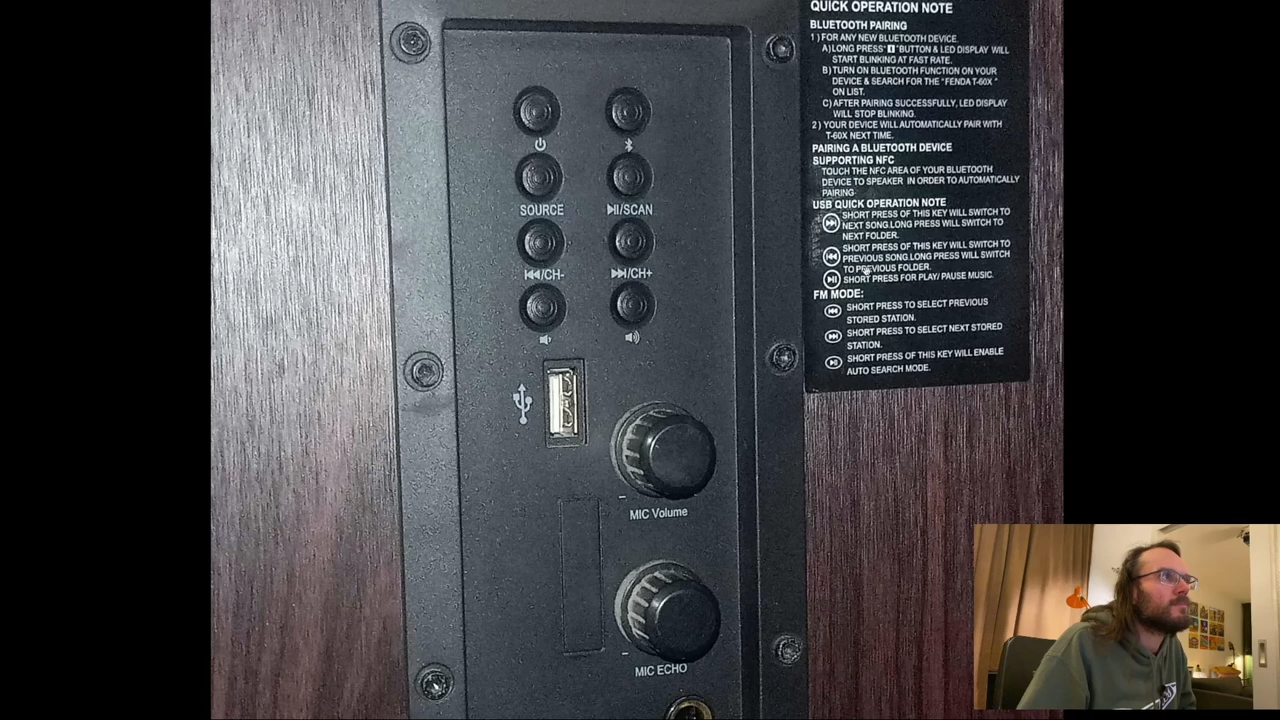 SOURCE
/SCAN
/CH-
/CH+
MIC Volume
MIC ECHO
QUICK OPERATION NOTE
BLUETOOTH PAIRING
1) FOR ANY NEW BLUETOOTH DEVICE.
A) LONG PRESS" "BUTTON & LED DISPLAY WILL
START BLINKING AT FAST RATE.
B) TURN ON BLUETOOTH FUNCTION ON YOUR
DEVICE & SEARCH FOR THE "FENDA T-60X"
ON LIST.
C) AFTER PAIRING SUCCESSFULLY, LED DISPLAY
WILL STOP BLINKING.
2) YOUR DEVICE WILL AUTOMATICALLY PAIR WITH
T-60X NEXT TIME.
PAIRING A BLUETOOTH DEVICE
SUPPORTING NFC
TOUCH THE NFC AREA OF YOUR BLUETOOTH
DEVICE TO SPEAKER IN ORDER TO AUTOMATICALLY
PAIRING.
USB QUICK OPERATION NOTE
SHORT PRESS OF THIS KEY WILL SWITCH TO
NEXT SONG.LONG PRESS WILL SWITCH TO
NEXT FOLDER.
SHORT PRESS OF THIS KEY WILL SWITCH TO
PREVIOUS SONG.LONG PRESS WILL SWITCH
TO PREVIOUS FOLDER.
SHORT PRESS FOR PLAY/ PAUSE MUSIC.
FM MODE:
SHORT PRESS TO SELECT PREVIOUS
STORED STATION.
SHORT PRESS TO SELECT NEXT STORED
STATION.
SHORT PRESS OF THIS KEY WILL ENABLE
AUTO SEARCH MODE.